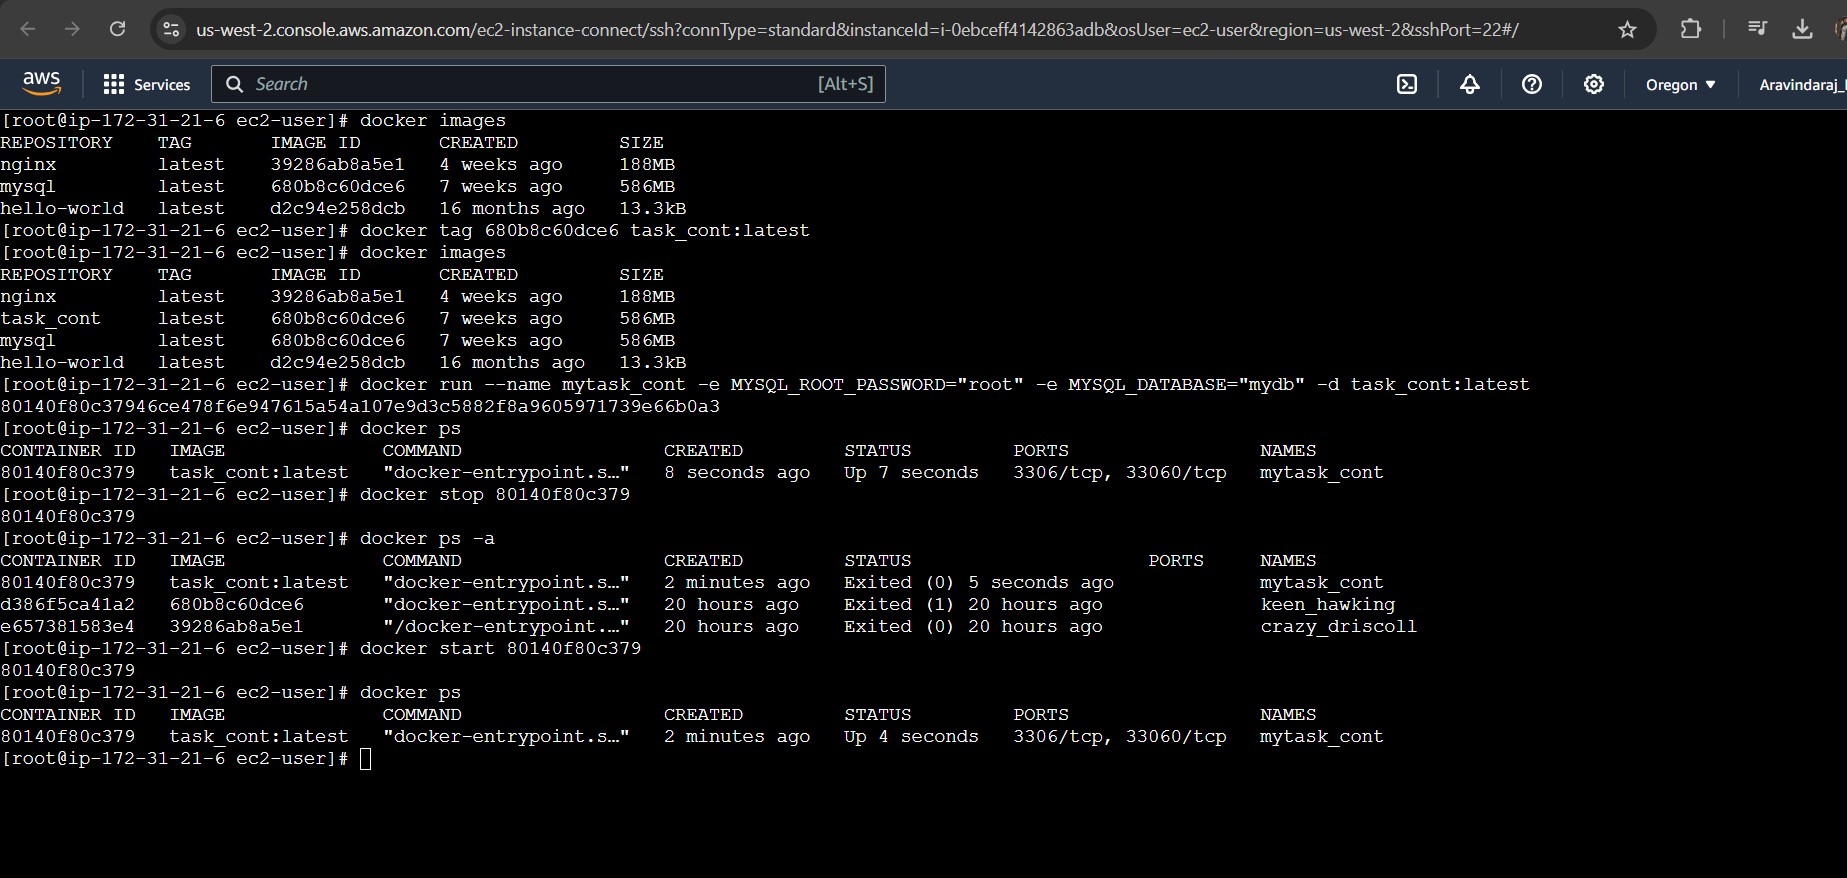 us-west-2.console.aws.amazon.com/ec2-instance-connect/ssh?connType=standard&instanceId=i-0ebceff4142863adb&osUser=ec2-user&region=us-west-2&sshPort=22#/
aws Services Search [Alt+S] Oregon Aravindaraj_
[root@ip-172-31-21-6 ec2-user]# docker images
REPOSITORY TAG IMAGE ID CREATED SIZE
nginx latest 39286ab8a5e1 4 weeks ago 188MB
mysql latest 680b8c60dce6 7 weeks ago 586MB
hello-world latest d2c94e258dcb 16 months ago 13.3kB
[root@ip-172-31-21-6 ec2-user]# docker tag 680b8c60dce6 task_cont:latest
[root@ip-172-31-21-6 ec2-user]# docker images
REPOSITORY TAG IMAGE ID CREATED SIZE
nginx latest 39286ab8a5e1 4 weeks ago 188MB
task_cont latest 680b8c60dce6 7 weeks ago 586MB
mysql latest 680b8c60dce6 7 weeks ago 586MB
hello-world latest d2c94e258dcb 16 months ago 13.3kB
[root@ip-172-31-21-6 ec2-user]# docker run --name mytask_cont -e MYSQL_ROOT_PASSWORD="root" -e MYSQL_DATABASE="mydb" -d task_cont:latest
80140f80c37946ce478f6e947615a54a107e9d3c5882f8a9605971739e66b0a3
[root@ip-172-31-21-6 ec2-user]# docker ps
CONTAINER ID IMAGE COMMAND CREATED STATUS PORTS NAMES
80140f80c379 task_cont:latest "docker-entrypoint.s…" 8 seconds ago Up 7 seconds 3306/tcp, 33060/tcp mytask_cont
[root@ip-172-31-21-6 ec2-user]# docker stop 80140f80c379
80140f80c379
[root@ip-172-31-21-6 ec2-user]# docker ps -a
CONTAINER ID IMAGE COMMAND CREATED STATUS PORTS NAMES
80140f80c379 task_cont:latest "docker-entrypoint.s…" 2 minutes ago Exited (0) 5 seconds ago mytask_cont
d386f5ca41a2 680b8c60dce6 "docker-entrypoint.s…" 20 hours ago Exited (1) 20 hours ago keen_hawking
e657381583e4 39286ab8a5e1 "/docker-entrypoint.…" 20 hours ago Exited (0) 20 hours ago crazy_driscoll
[root@ip-172-31-21-6 ec2-user]# docker start 80140f80c379
80140f80c379
[root@ip-172-31-21-6 ec2-user]# docker ps
CONTAINER ID IMAGE COMMAND CREATED STATUS PORTS NAMES
80140f80c379 task_cont:latest "docker-entrypoint.s…" 2 minutes ago Up 4 seconds 3306/tcp, 33060/tcp mytask_cont
[root@ip-172-31-21-6 ec2-user]#